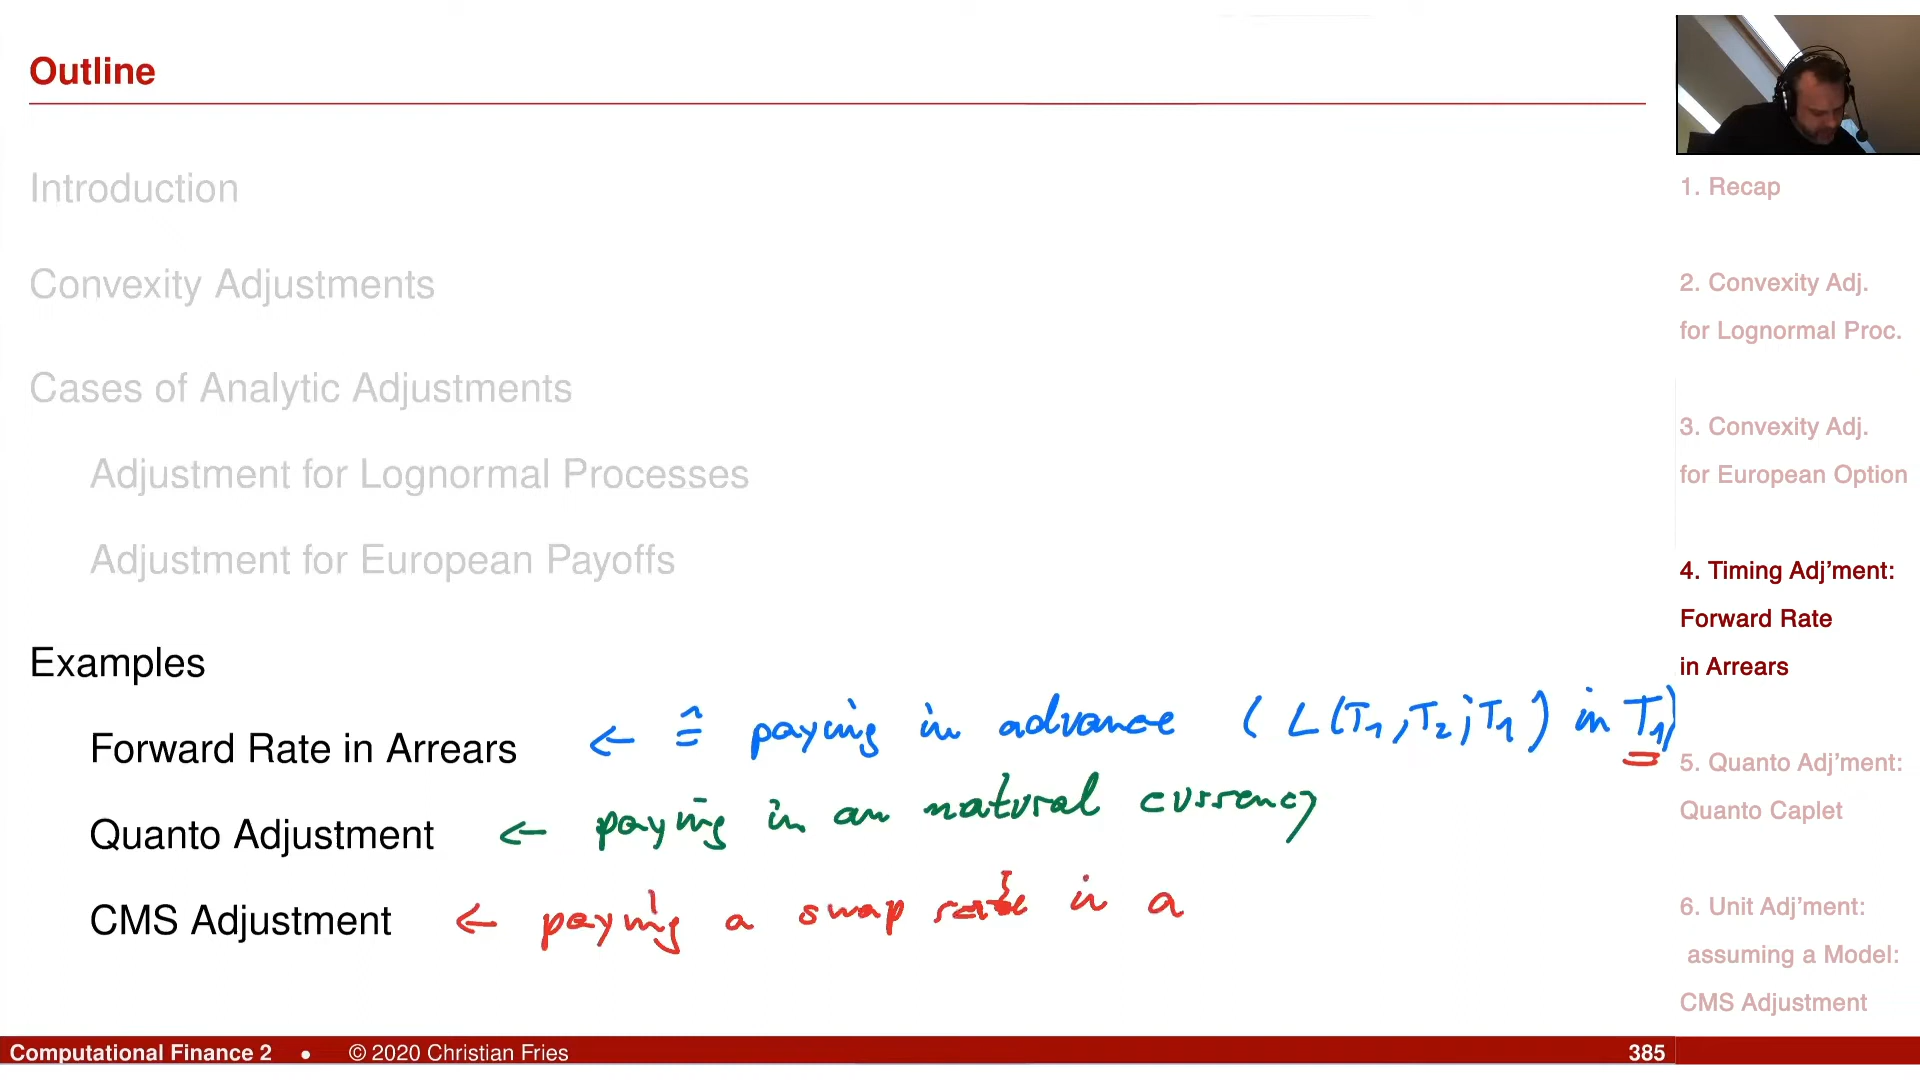 Outline
Introduction
Convexity Adjustments
Cases of Analytic Adjustments
Adjustment for Lognormal Processes
Adjustment for European Payoffs
Examples
Forward Rate in Arrears ← ≙ paying in advance ( L(T₁,T₂;T₁) in T₁)
Quanto Adjustment ← paying in an natural currency
CMS Adjustment ← paying a swap rate in a
1. Recap
2. Convexity Adj.
for Lognormal Proc.
3. Convexity Adj.
for European Option
4. Timing Adj’ment:
Forward Rate
in Arrears
5. Quanto Adj’ment:
Quanto Caplet
6. Unit Adj’ment:
assuming a Model:
CMS Adjustment
Computational Finance 2 • © 2020 Christian Fries 385